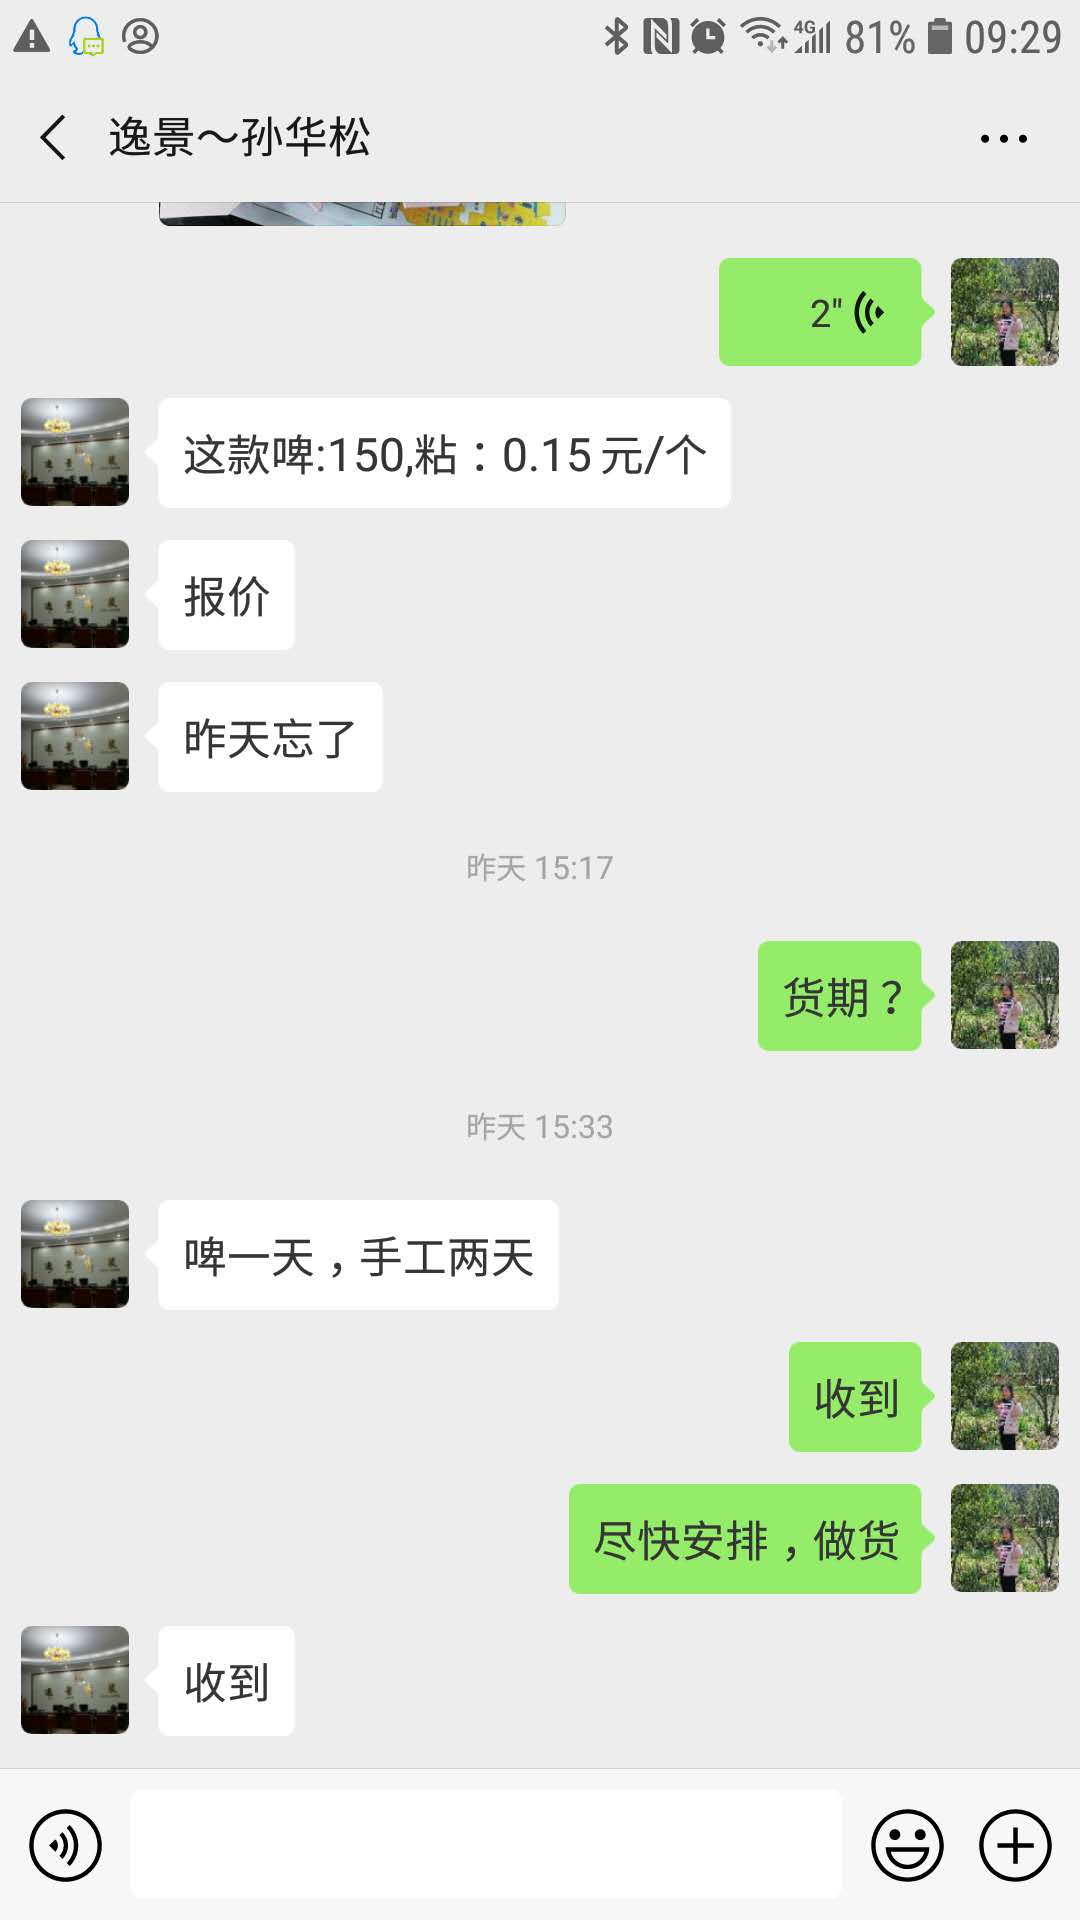 4G 81% 09:29
逸景～孙华松
2"
这款啤:150,粘：0.15元/个
报价
昨天忘了
昨天 15:17
货期？
昨天 15:33
啤一天，手工两天
收到
尽快安排，做货
收到